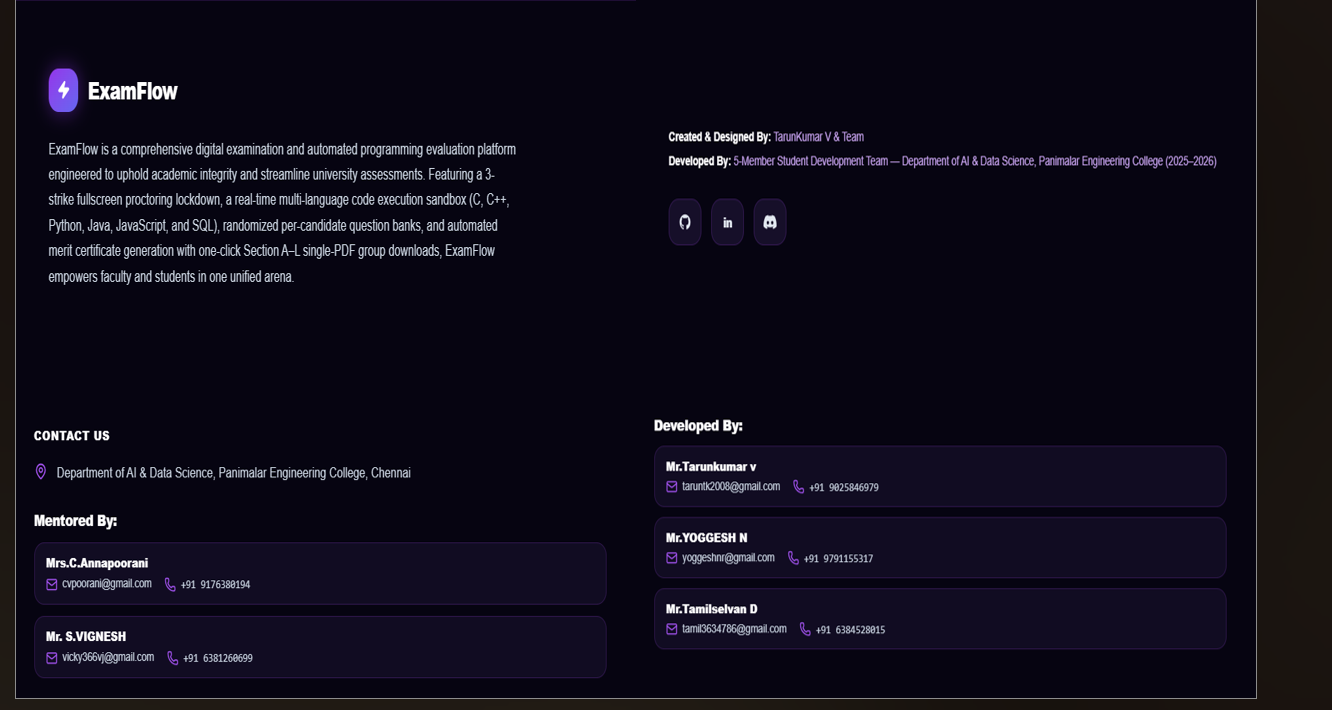 ExamFlow
ExamFlow is a comprehensive digital examination and automated programming evaluation platform
engineered to uphold academic integrity and streamline university assessments. Featuring a 3-
strike fullscreen proctoring lockdown, a real-time multi-language code execution sandbox (C, C++,
Python, Java, JavaScript, and SQL), randomized per-candidate question banks, and automated
merit certificate generation with one-click Section A–L single-PDF group downloads, ExamFlow
empowers faculty and students in one unified arena.
Created & Designed By: TarunKumar V & Team
Developed By: 5-Member Student Development Team — Department of AI & Data Science, Panimalar Engineering College (2025–2026)
in
CONTACT US
Department of AI & Data Science, Panimalar Engineering College, Chennai
Mentored By:
Mrs.C.Annapoorani
cvpoorani@gmail.com +91 9176380194
Mr. S.VIGNESH
vicky366vj@gmail.com +91 6381260699
Developed By:
Mr.Tarunkumar v
taruntk2008@gmail.com +91 9025846979
Mr.YOGGESH N
yoggeshnr@gmail.com +91 9791155317
Mr.Tamilselvan D
tamil3634786@gmail.com +91 6384528015